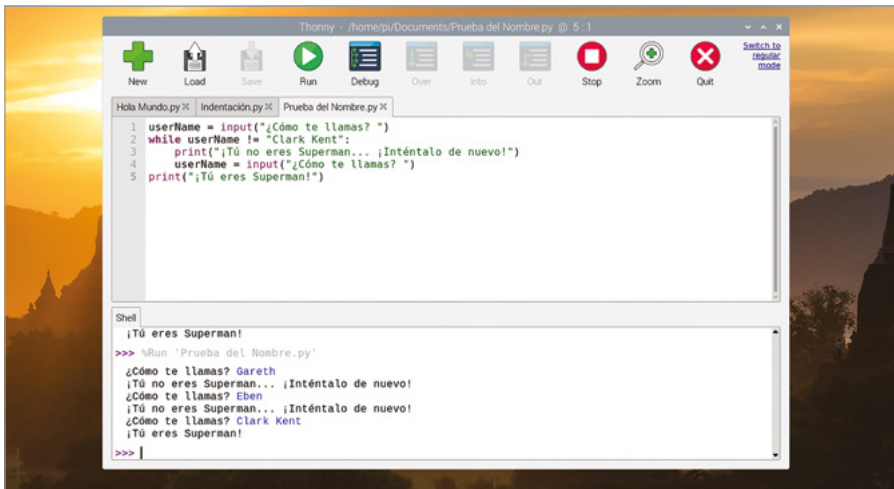 Thonny - /home/pi/Documents/Prueba del Nombre.py @ 5 : 1
New Load Save Run Debug Over Into Out Stop Zoom Quit
Switch to
regular
mode
Hola Mundo.py Indentación.py Prueba del Nombre.py
1 userName = input("¿Cómo te llamas? ")
2 while userName != "Clark Kent":
3     print("¡Tú no eres Superman... ¡Inténtalo de nuevo!")
4     userName = input("¿Cómo te llamas? ")
5 print("¡Tú eres Superman!")
Shell
¡Tú eres Superman!
>>> %Run 'Prueba del Nombre.py'
¿Cómo te llamas? Gareth
¡Tú no eres Superman... ¡Inténtalo de nuevo!
¿Cómo te llamas? Eben
¡Tú no eres Superman... ¡Inténtalo de nuevo!
¿Cómo te llamas? Clark Kent
¡Tú eres Superman!
>>>